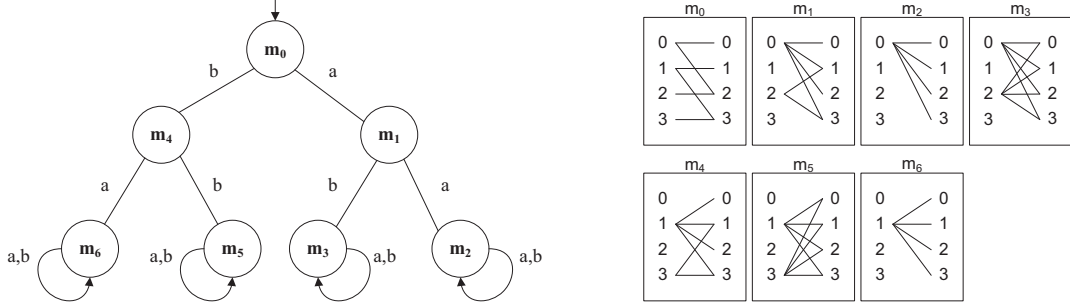 m0
b
a
m4
m1
a
b
b
a
m6
m5
m3
m2
a,b
a,b
a,b
a,b
m0 m1 m2 m3
0 0 0 0 0 0 0 0
1 1 1 1 1 1 1 1
2 2 2 2 2 2 2 2
3 3 3 3 3 3 3 3
m4 m5 m6
0 0 0 0 0 0
1 1 1 1 1 1
2 2 2 2 2 2
3 3 3 3 3 3